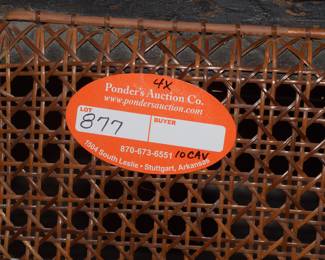 4X
Ponder's Auction Co.
www.pondersauction.com
LOT
877
BUYER
870-673-6551 10CAV
1504 South Leslie • Stuttgart, Arkansas